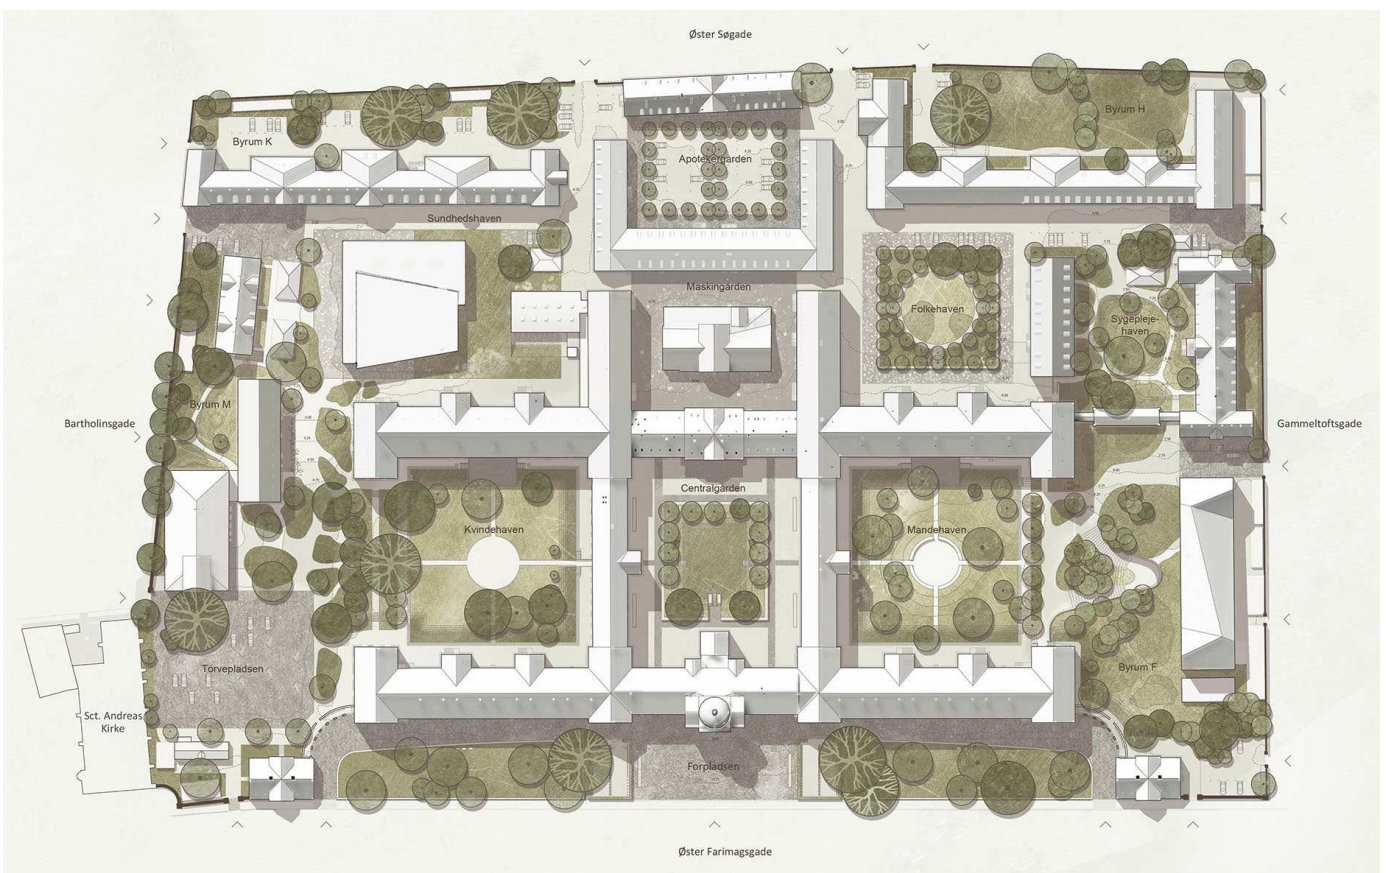 Øster Søgade
Byrum H
Byrum K
Apotekergården
Sundhedshaven
Maskingården
Folkehaven
Sygepleje-
haven
Byrum M
Bartholinsgade
Gammeltoftsgade
Centralgården
Kvindehaven
Mandehaven
Torvepladsen
Byrum F
Sct. Andreas
Kirke
Forpladsen
Øster Farimagsgade